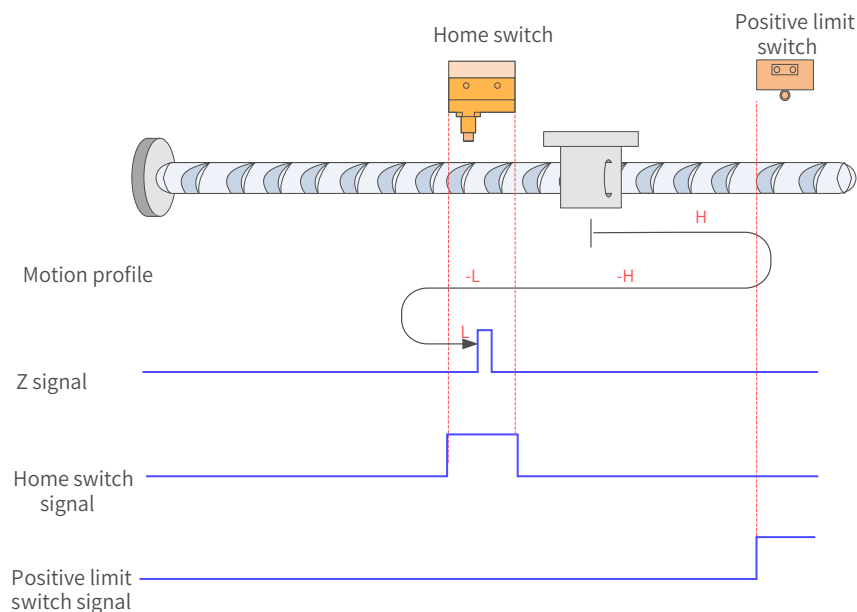 Positive limit
switch
Home switch
H
Motion profile
-L
-H
L
Z signal
Home switch
signal
Positive limit
switch signal